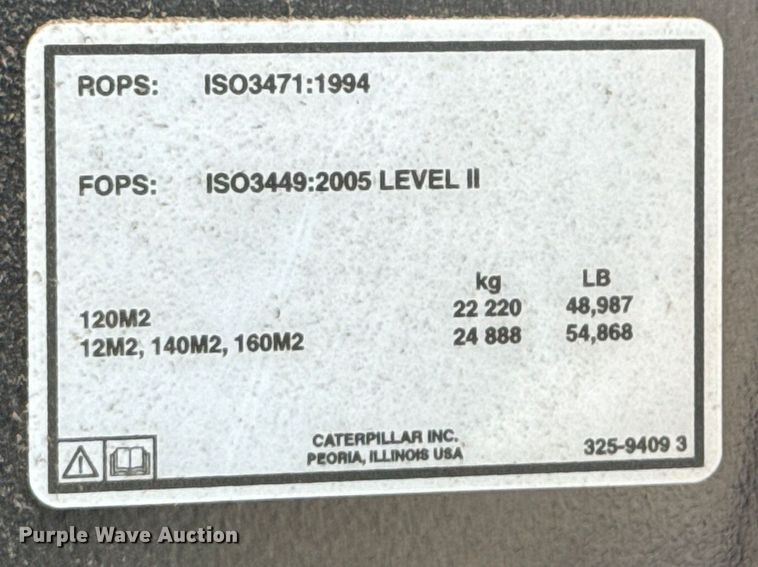 ROPS: ISO3471:1994
FOPS: ISO3449:2005 LEVEL II
kg LB
120M2 22 220 48,987
12M2, 140M2, 160M2 24 888 54,868
CATERPILLAR INC.
PEORIA, ILLINOIS USA
325-9409 3
Purple Wave Auction